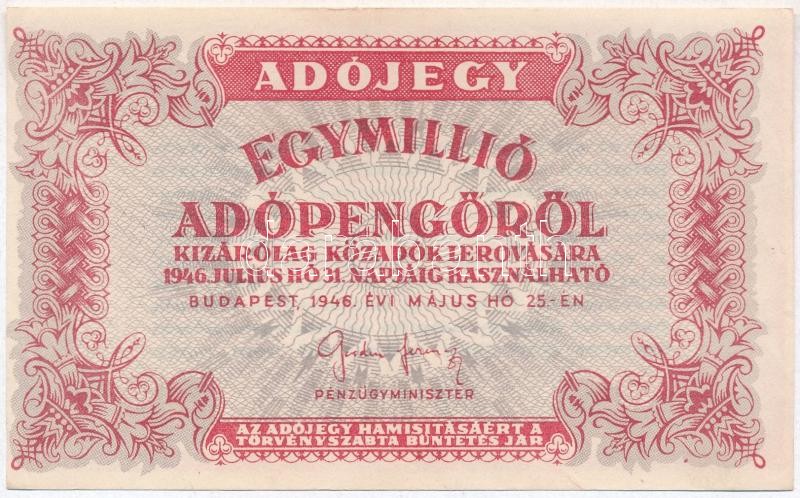 ADÓJEGY
EGYMILLIÓ
ADÓPENGŐRŐL
KIZÁRÓLAG KÖZADÓK LEROVÁSÁRA
1946. JULIUS HÓ 31. NAPJÁIG HASZNÁLHATÓ
BUDAPEST, 1946. ÉVI MÁJUS HÓ 25.-ÉN
PÉNZÜGYMINISZTER
AZ ADÓJEGY HAMISITÁSÁÉRT A
TÖRVÉNYSZABTA BÜNTETÉS JÁR